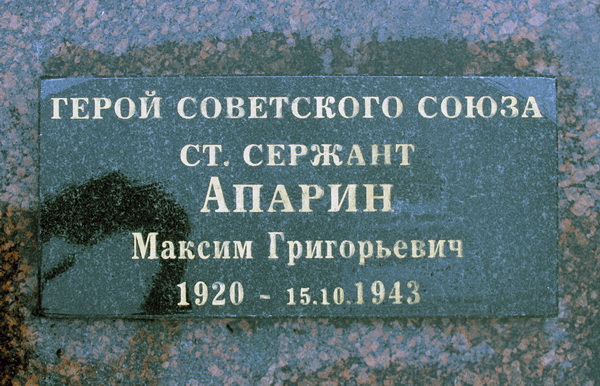 ГЕРОЙ СОВЕТСКОГО СОЮЗА
СТ. СЕРЖАНТ
АПАРИН
Максим Григорьевич
1920 - 15.10.1943